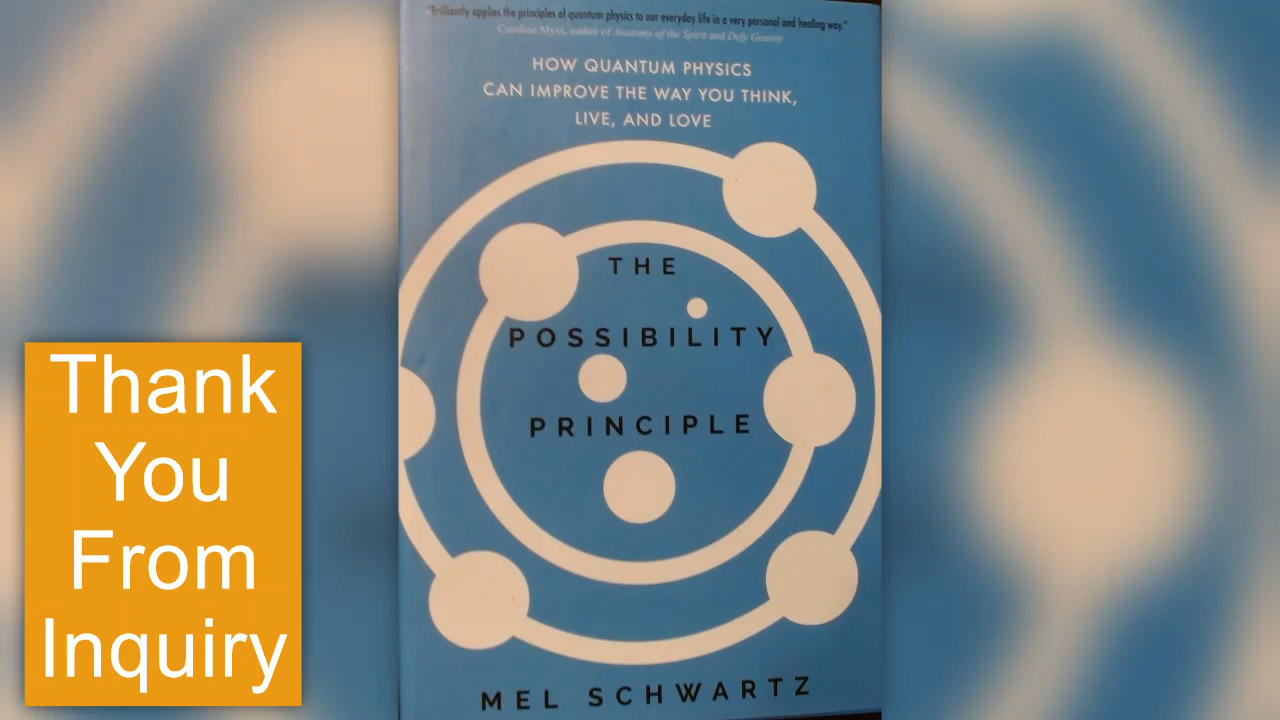 "Brilliantly applies the principles of quantum physics to our everyday life in a very personal and healing way."
Caroline Myss, author of Anatomy of the Spirit and Defy Gravity
HOW QUANTUM PHYSICS
CAN IMPROVE THE WAY YOU THINK,
LIVE, AND LOVE
THE
POSSIBILITY
PRINCIPLE
MEL SCHWARTZ
Thank
You
From
Inquiry